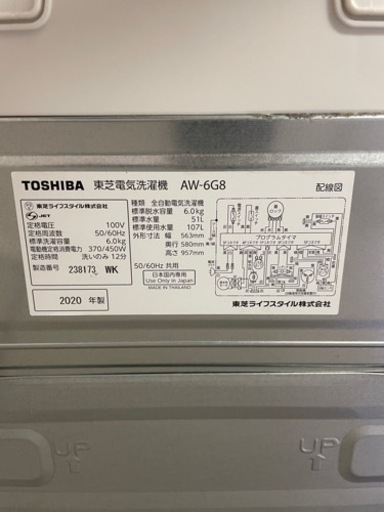 TOSHIBA 東芝電気洗濯機 AW-6G8 配線図
東芝ライフスタイル株式会社
JET
定格電圧 100V
定格周波数 50/60Hz
標準洗濯容量 6.0kg
電動機定格消費電力 370/450W
定格時間 洗いのみ 12分
製造番号 238173 WK
2020 年製
種類 全自動電気洗濯機
標準脱水容量 6.0kg
標準水量 51L
標準使用水量 107L
外形寸法 幅 563mm
奥行 580mm
高さ 957mm
50/60Hz 共用
日本国内専用
Use Only in Japan
MADE IN THAILAND
プログラムタイマ
東芝ライフスタイル株式会社
UP
UP